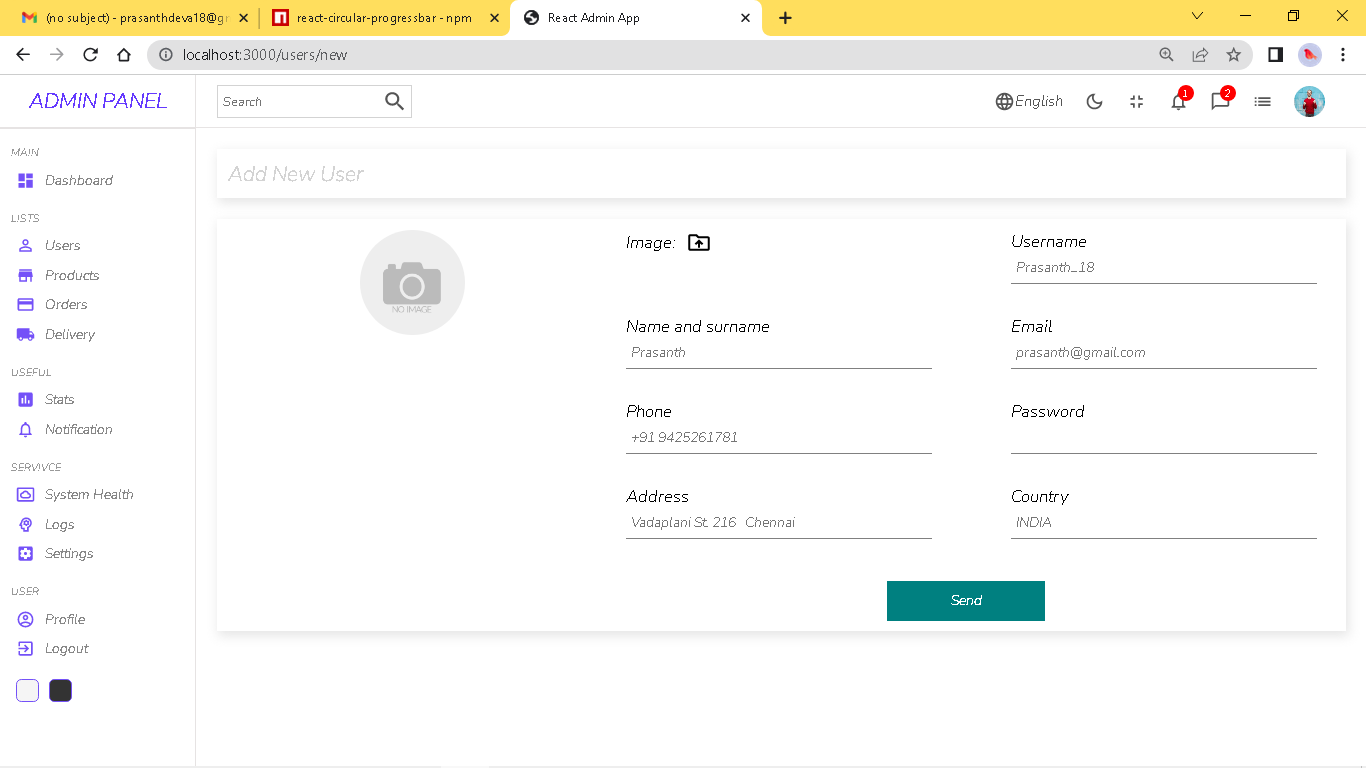 (no subject) - prasanthdeva18@g
react-circular-progressbar - npm
React Admin App
localhost:3000/users/new
ADMIN PANEL
Search
English
1
2
MAIN
Dashboard
LISTS
Users
Products
Orders
Delivery
USEFUL
Stats
Notification
SERVIVCE
System Health
Logs
Settings
USER
Profile
Logout
Add New User
NO IMAGE
Image:
Username
Prasanth_18
Name and surname
Prasanth
Email
prasanth@gmail.com
Phone
+91 9425261781
Password
Address
Vadaplani St. 216 Chennai
Country
INDIA
Send